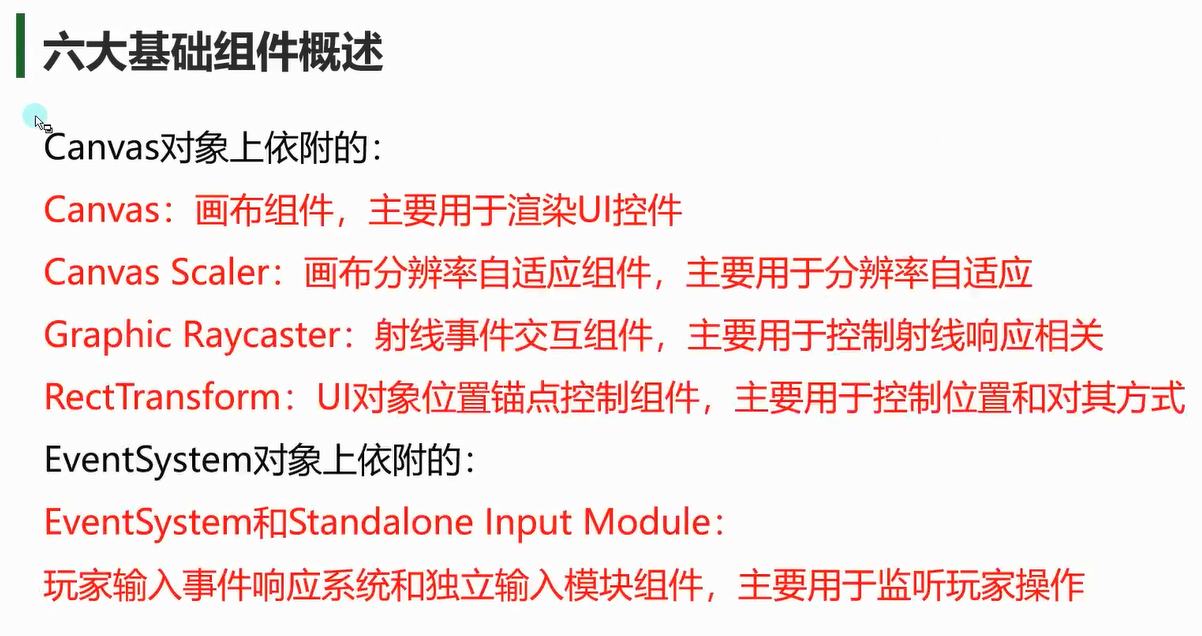 六大基础组件概述
Canvas对象上依附的：
Canvas：画布组件，主要用于渲染UI控件
Canvas Scaler：画布分辨率自适应组件，主要用于分辨率自适应
Graphic Raycaster：射线事件交互组件，主要用于控制射线响应相关
RectTransform：UI对象位置锚点控制组件，主要用于控制位置和对其方式
EventSystem对象上依附的：
EventSystem和Standalone Input Module：
玩家输入事件响应系统和独立输入模块组件，主要用于监听玩家操作